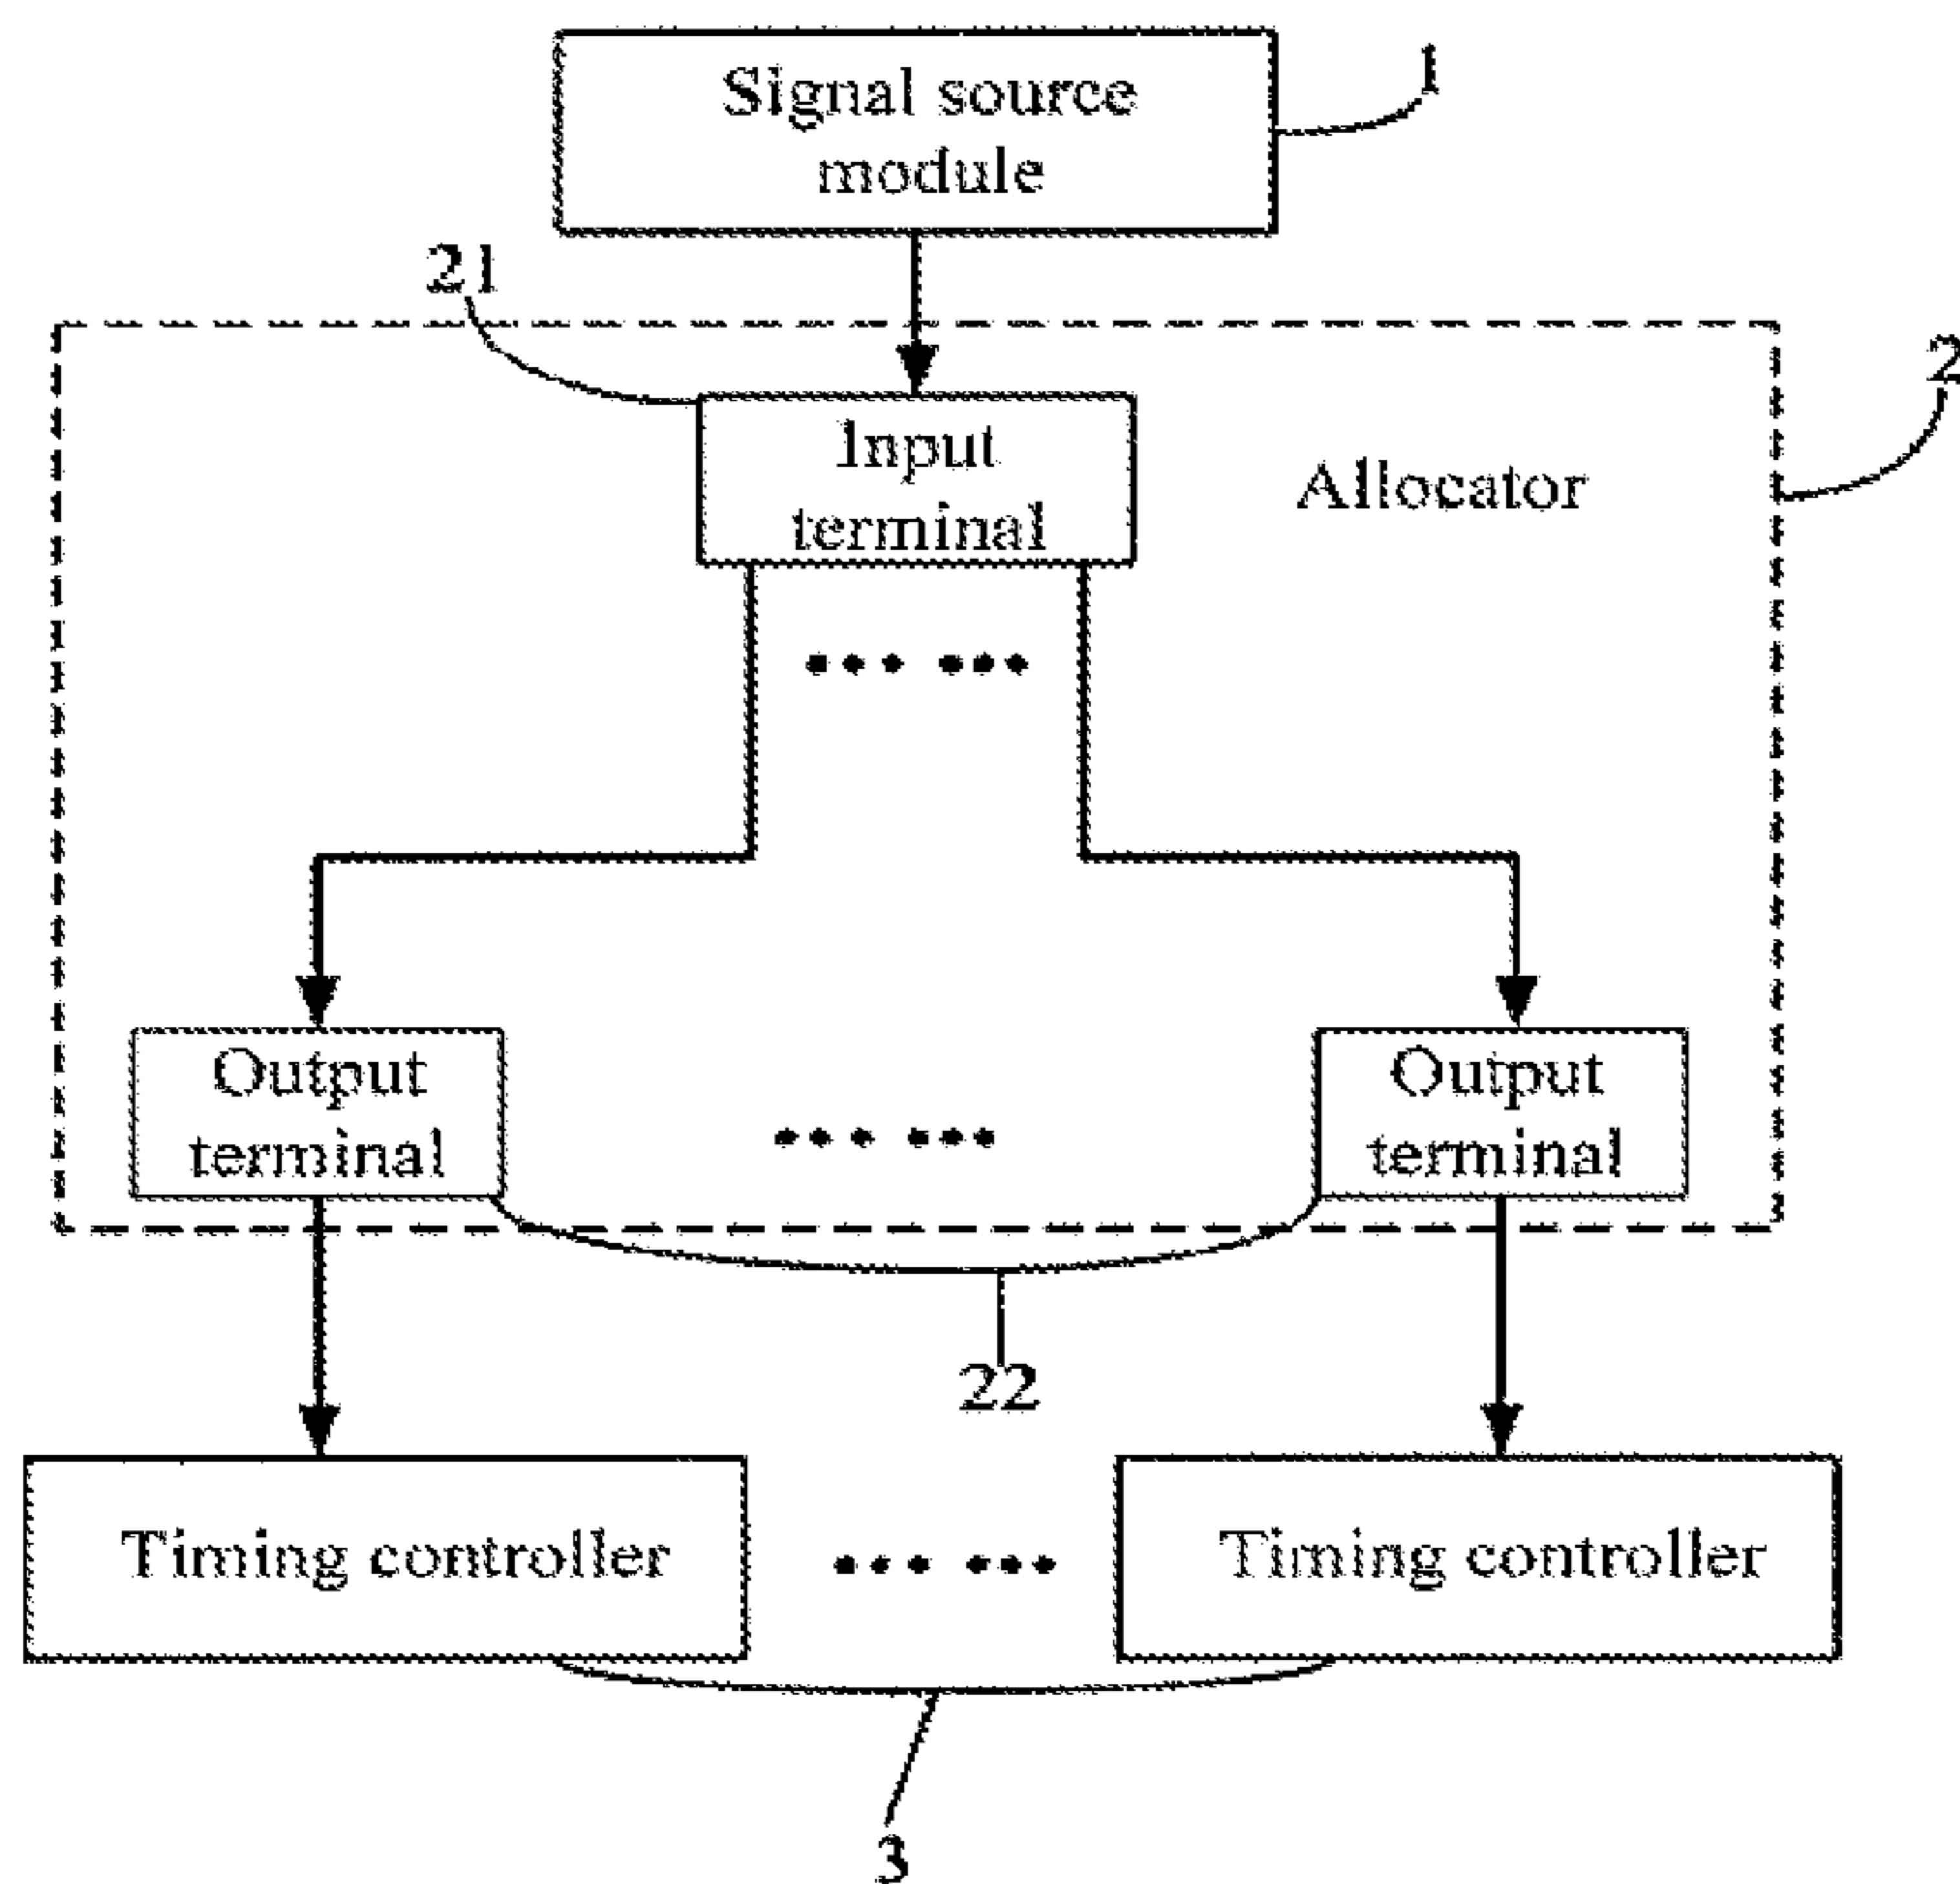 Signal source
module
1
21
2
Input
terminal
Allocator
... ...
Output
terminal
... ...
Output
terminal
22
Timing controller
... ...
Timing controller
3